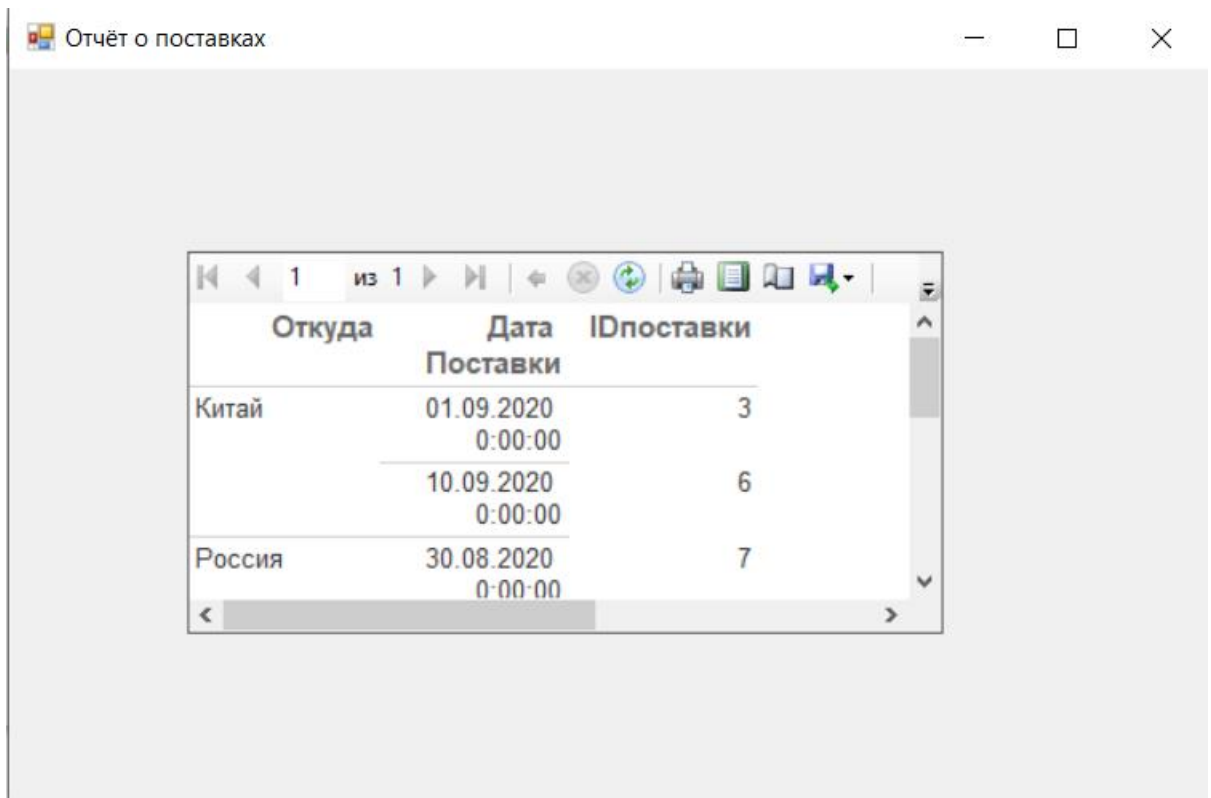 Отчёт о поставках
1 из 1
Откуда Дата IDпоставки
Поставки
Китай 01.09.2020 3
0:00:00
10.09.2020 6
0:00:00
Россия 30.08.2020 7
0:00:00